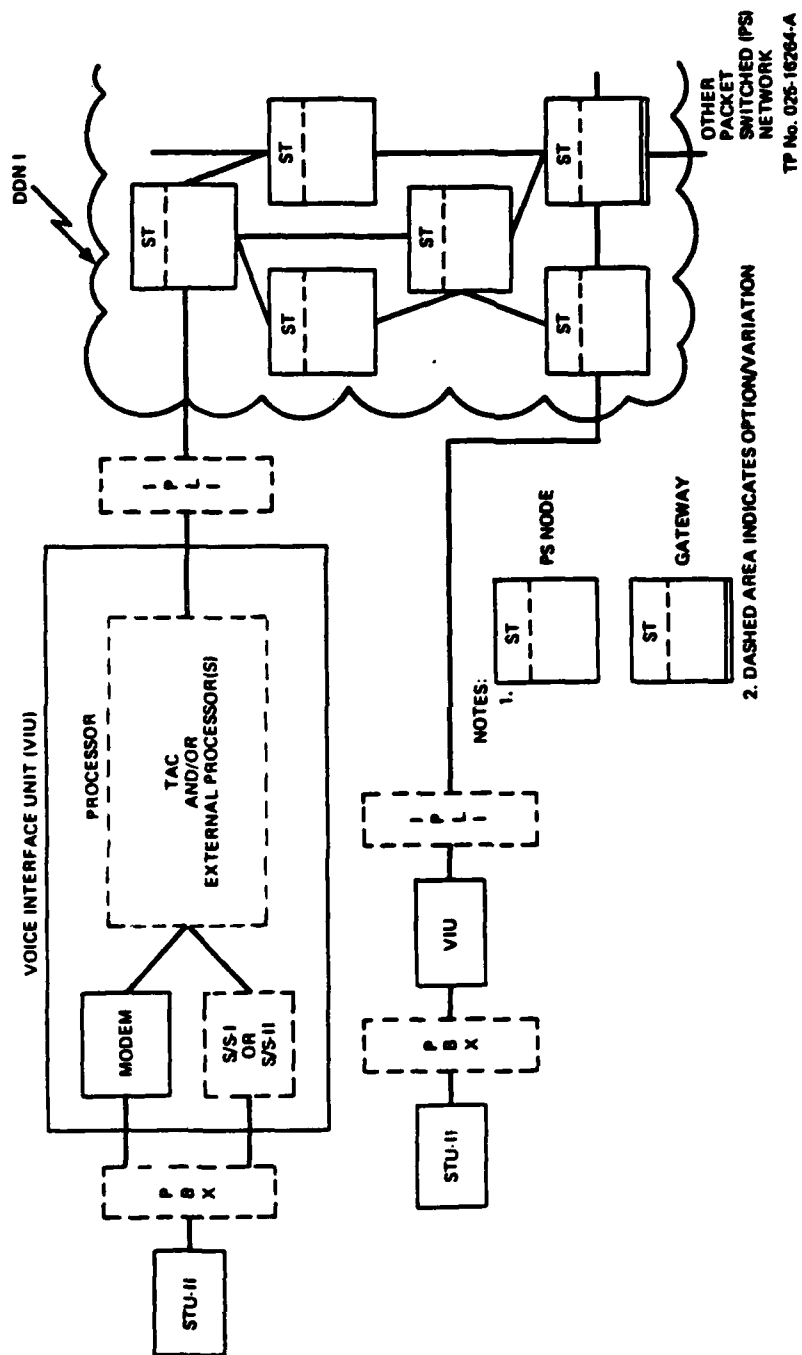 DDN I
VOICE INTERFACE UNIT (VIU)
PROCESSOR
STU-II
P
B
X
MODEM
S/S-I
OR
S/S-II
TAC
AND/OR
EXTERNAL PROCESSOR(S)
I
P
L
I
ST
ST
ST
ST
ST
ST
STU-II
P
B
X
VIU
I
P
L
I
NOTES:
1.
ST
PS NODE
ST
GATEWAY
2. DASHED AREA INDICATES OPTION/VARIATION
OTHER
PACKET
SWITCHED (PS)
NETWORK
TP No. 025-16264-A